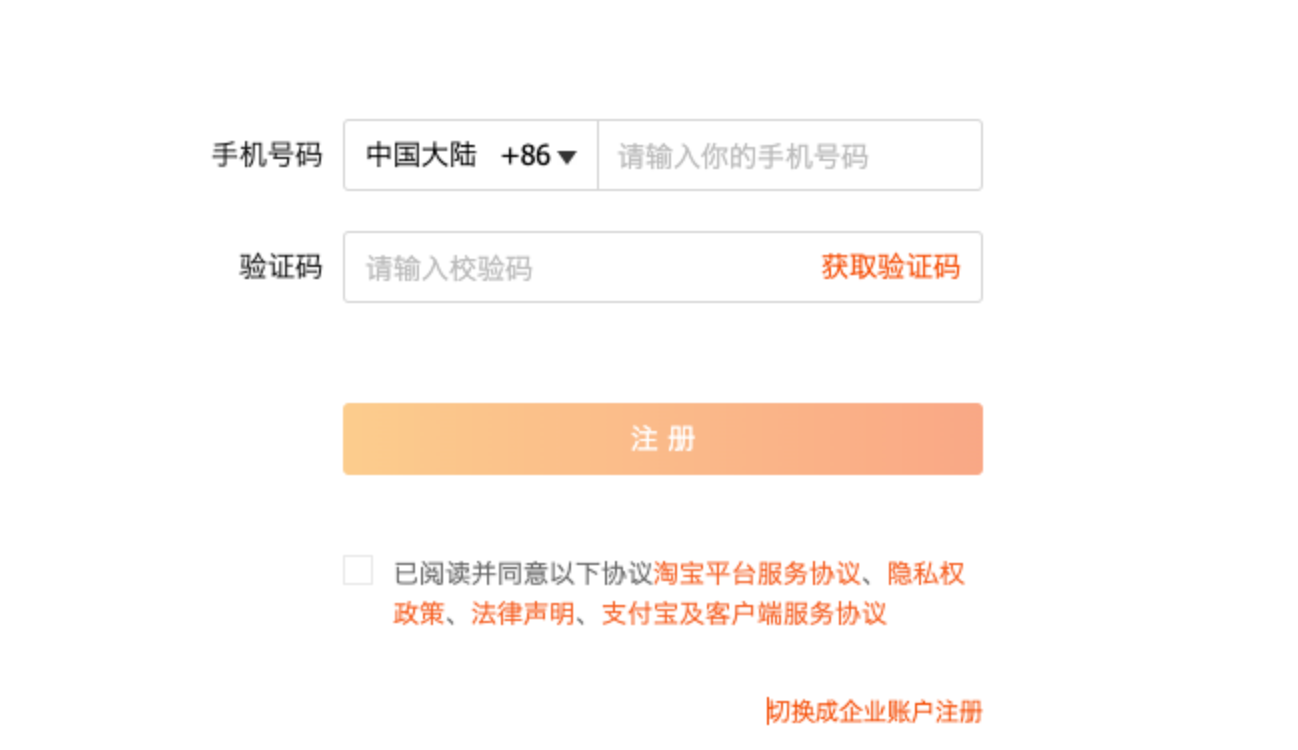 手机号码 中国大陆 +86 请输入你的手机号码
验证码 请输入校验码 获取验证码
注册
已阅读并同意以下协议淘宝平台服务协议、隐私权
政策、法律声明、支付宝及客户端服务协议
切换成企业账户注册